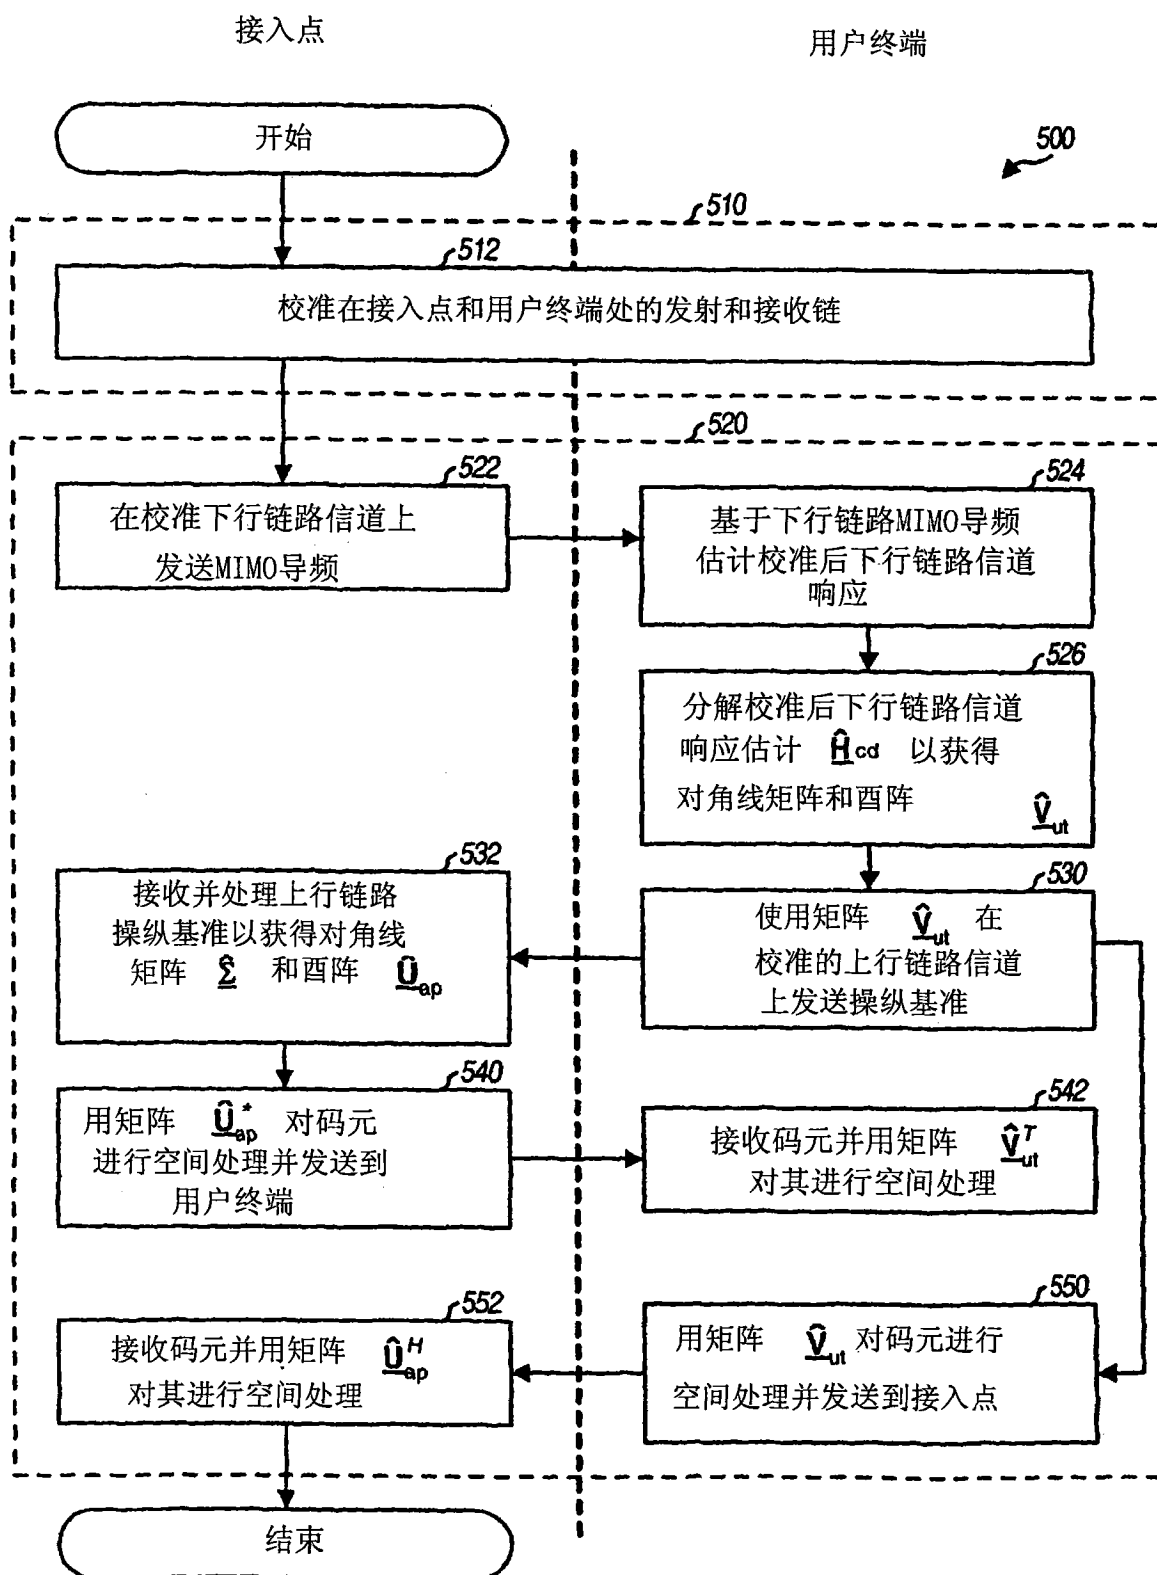 接入点
用户终端
开始
500
510
512
校准在接入点和用户终端处的发射和接收链
520
522
在校准下行链路信道上
发送MIMO导频
524
基于下行链路MIMO导频
估计校准后下行链路信道
响应
526
分解校准后下行链路信道
响应估计 Ĥcd 以获得
对角线矩阵和酉阵 V̂ut
532
接收并处理上行链路
操纵基准以获得对角线
矩阵 Σ̂ 和酉阵 Ûap
530
使用矩阵 V̂ut 在
校准的上行链路信道
上发送操纵基准
540
用矩阵 Û*ap 对码元
进行空间处理并发送到
用户终端
542
接收码元并用矩阵 V̂Tut
对其进行空间处理
552
接收码元并用矩阵 ÛHap
对其进行空间处理
550
用矩阵 V̂ut 对码元进行
空间处理并发送到接入点
结束